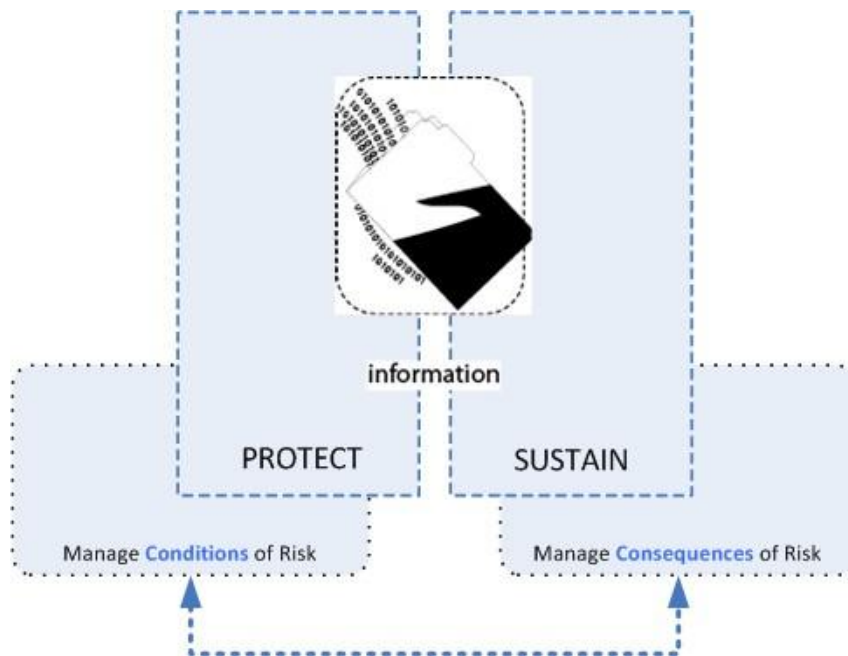 information
PROTECT
SUSTAIN
Manage Conditions of Risk
Manage Consequences of Risk